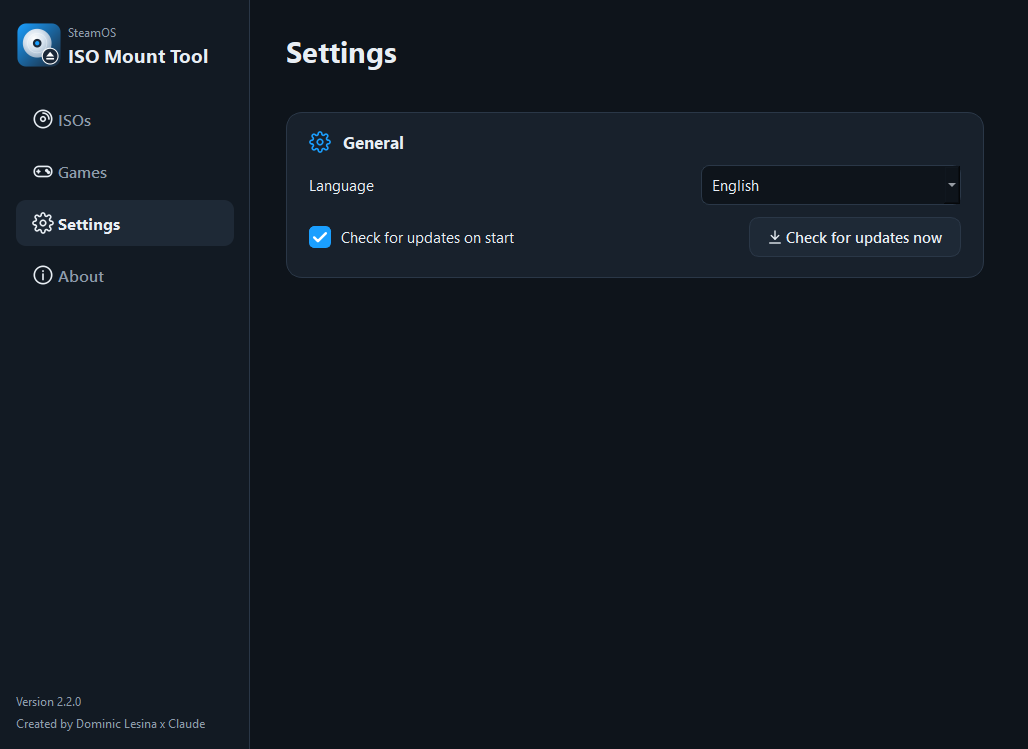 SteamOS
ISO Mount Tool
ISOs
Games
Settings
About
Version 2.2.0
Created by Dominic Lesina x Claude
Settings
General
Language
English
Check for updates on start
Check for updates now